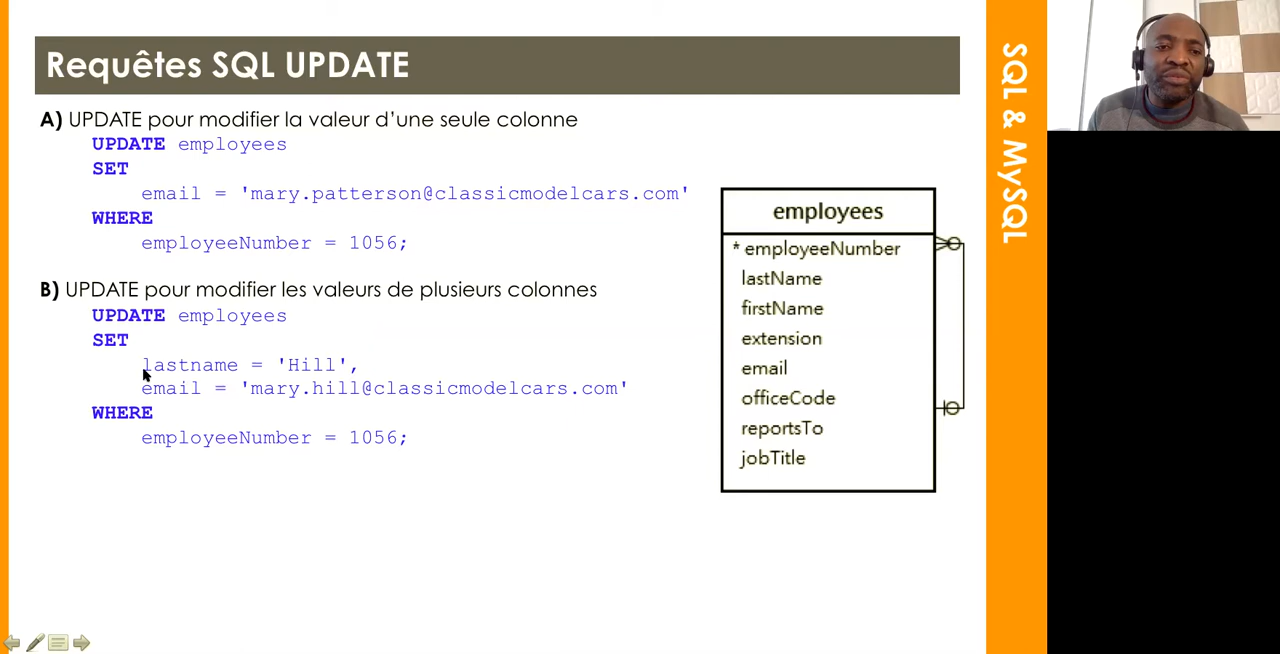 Requêtes SQL UPDATE
A) UPDATE pour modifier la valeur d'une seule colonne
UPDATE employees
SET
email = 'mary.patterson@classicmodelcars.com'
WHERE
employeeNumber = 1056;
B) UPDATE pour modifier les valeurs de plusieurs colonnes
UPDATE employees
SET
lastname = 'Hill',
email = 'mary.hill@classicmodelcars.com'
WHERE
employeeNumber = 1056;
employees
* employeeNumber
lastName
firstName
extension
email
officeCode
reportsTo
jobTitle
SQL & MySQL